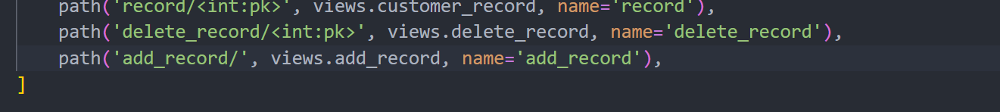 path('record/<int:pk>', views.customer_record, name='record'),
path('delete_record/<int:pk>', views.delete_record, name='delete_record'),
path('add_record/', views.add_record, name='add_record'),
]